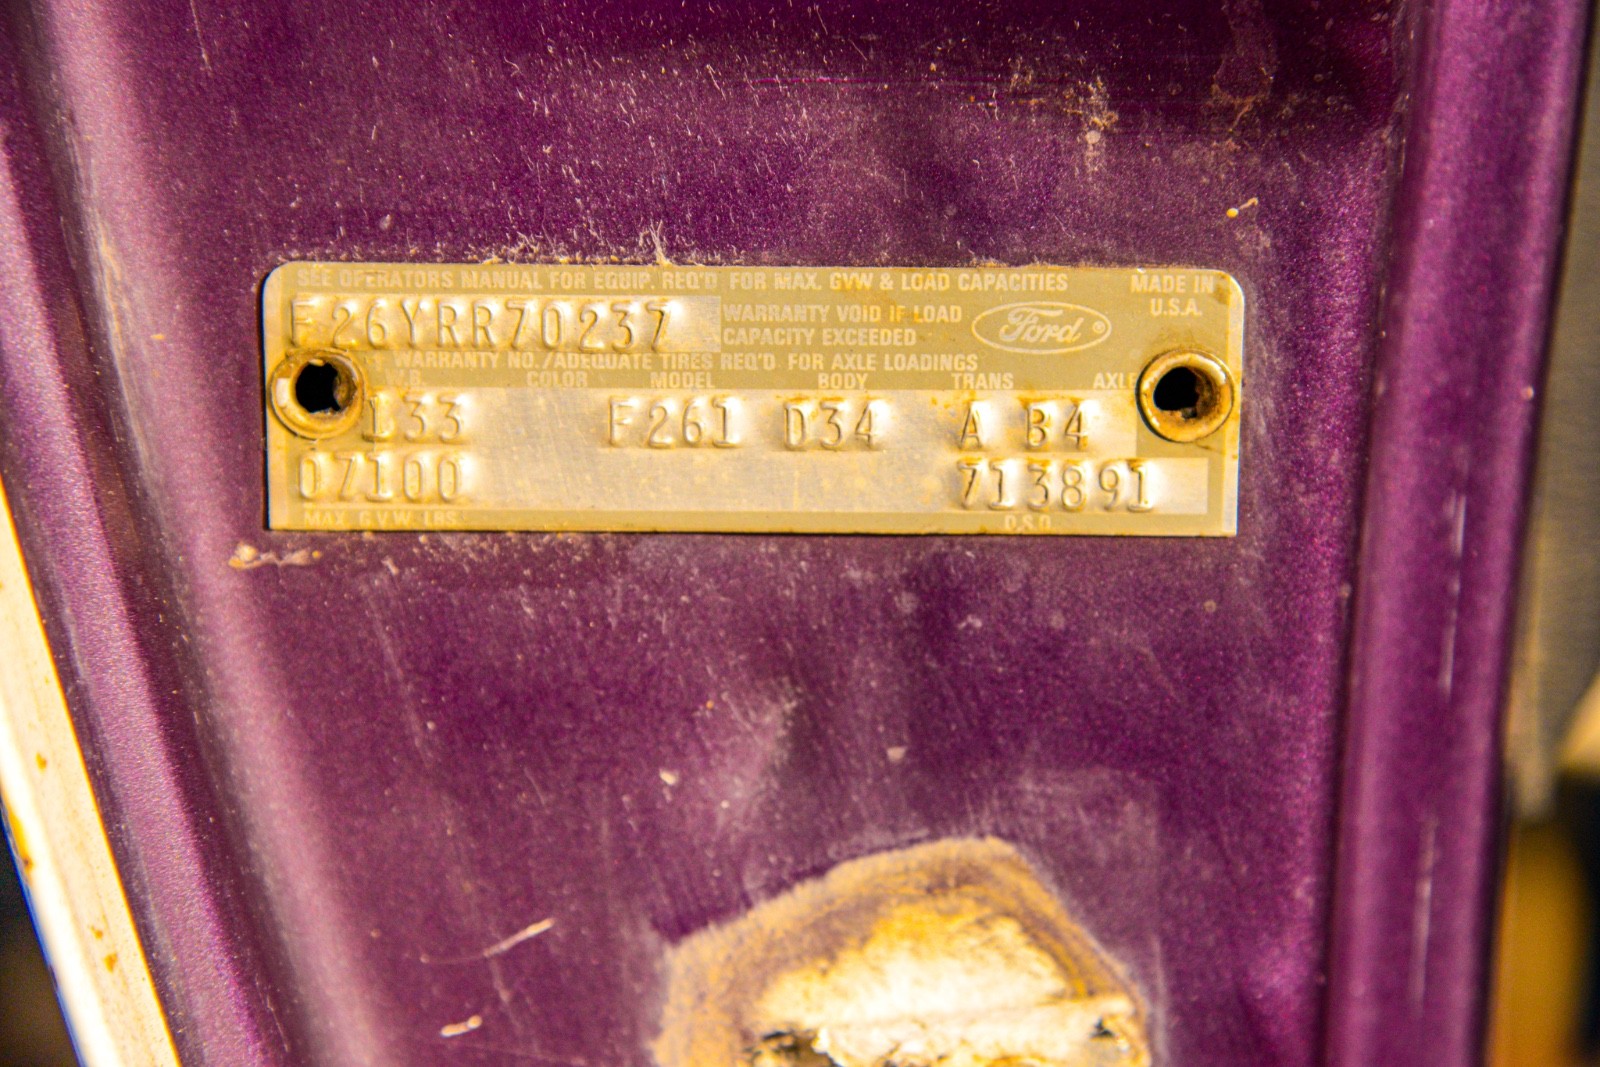 SEE OPERATORS MANUAL FOR EQUIP. REQ'D FOR MAX. GVW & LOAD CAPACITIES
MADE IN U.S.A.
F26YRR70237
WARRANTY VOID IF LOAD
CAPACITY EXCEEDED
Ford ®
WARRANTY NO./ADEQUATE TIRES REQ'D FOR AXLE LOADINGS
W.B. COLOR MODEL BODY TRANS AXLE
133 F261 D34 A B4
07100 713891
MAX. G.V.W. LBS. D.S.O.